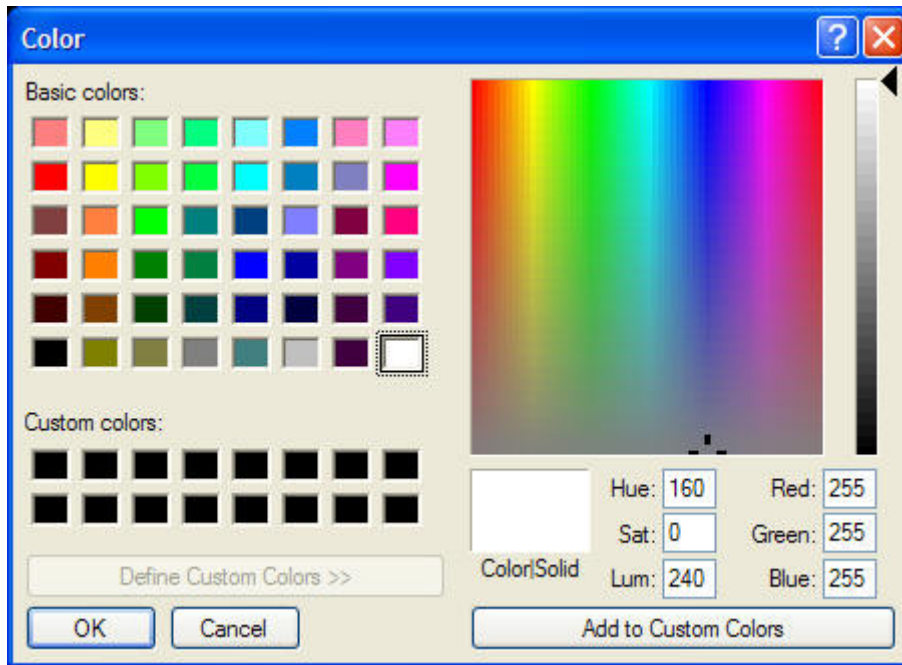 Color
?
Basic colors:
Custom colors:
Define Custom Colors >>
OK Cancel
Color|Solid
Hue: 160 Red: 255
Sat: 0 Green: 255
Lum: 240 Blue: 255
Add to Custom Colors